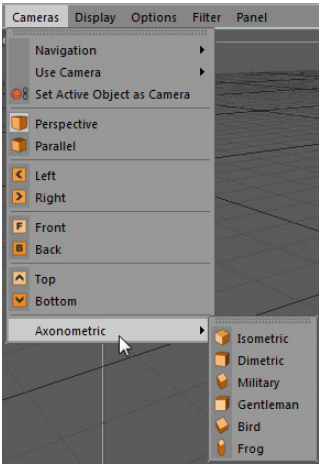 Cameras Display Options Filter Panel
Navigation
Use Camera
Set Active Object as Camera
Perspective
Parallel
Left
Right
F Front
B Back
Top
Bottom
Axonometric
Isometric
Dimetric
Military
Gentleman
Bird
Frog